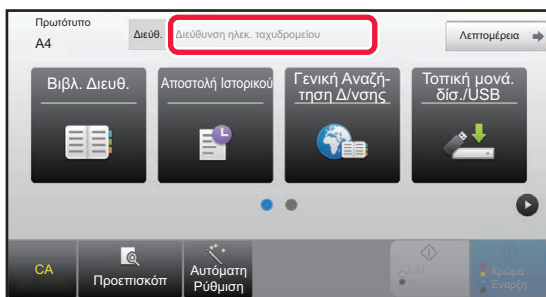 Πρωτότυπο
A4
Διεύθ.
Διεύθυνση ηλεκ. ταχυδρομείου
Λεπτομέρεια
Βιβλ. Διευθ.
Αποστολή Ιστορικού
Γενική Αναζή-
τηση Δ/νσης
Τοπική μονά.
δίσ./USB
CA
Προεπισκόπ
Αυτόματη
Ρύθμιση
Χρώμα
Έναρξη